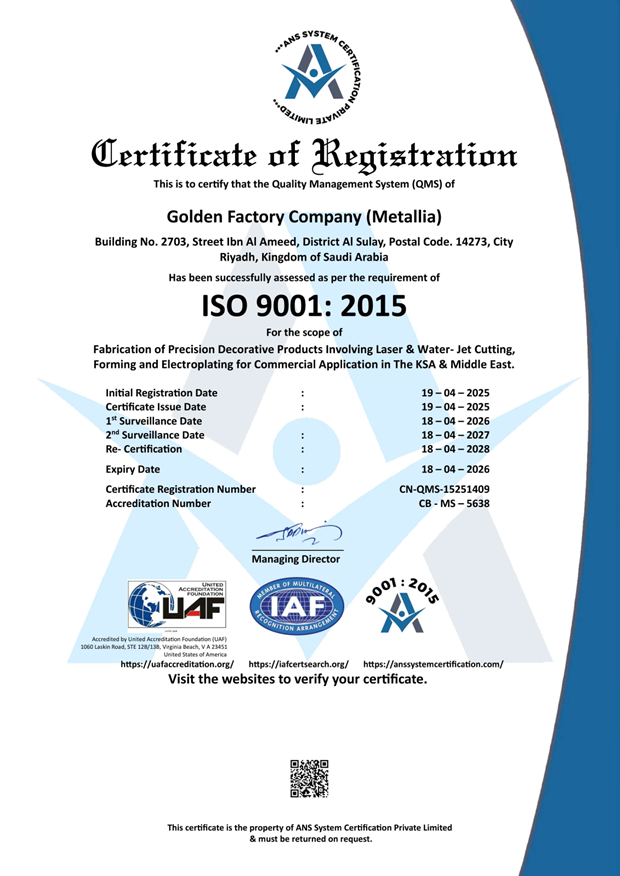 ***ANS SYSTEM CERTIFICATION PRIVATE LIMITED***
Certificate of Registration
This is to certify that the Quality Management System (QMS) of
Golden Factory Company (Metallia)
Building No. 2703, Street Ibn Al Ameed, District Al Sulay, Postal Code. 14273, City
Riyadh, Kingdom of Saudi Arabia
Has been successfully assessed as per the requirement of
ISO 9001: 2015
For the scope of
Fabrication of Precision Decorative Products Involving Laser & Water- Jet Cutting,
Forming and Electroplating for Commercial Application in The KSA & Middle East.
Initial Registration Date : 19 – 04 – 2025
Certificate Issue Date : 19 – 04 – 2025
1st Surveillance Date 18 – 04 – 2026
2nd Surveillance Date : 18 – 04 – 2027
Re- Certification : 18 – 04 – 2028
Expiry Date : 18 – 04 – 2026
Certificate Registration Number : CN-QMS-15251409
Accreditation Number : CB - MS – 5638
Managing Director
UNITED
ACCREDITATION
FOUNDATION
UAF
MEMBER OF MULTILATERAL
IAF
RECOGNITION ARRANGEMENT
9001 : 2015
Accredited by United Accreditation Foundation (UAF)
1060 Laskin Road, STE 12B/13B, Virginia Beach, V A 23451
United States of America
https://uafaccreditation.org/ https://iafcertsearch.org/ https://anssystemcertification.com/
Visit the websites to verify your certificate.
This certificate is the property of ANS System Certification Private Limited
& must be returned on request.